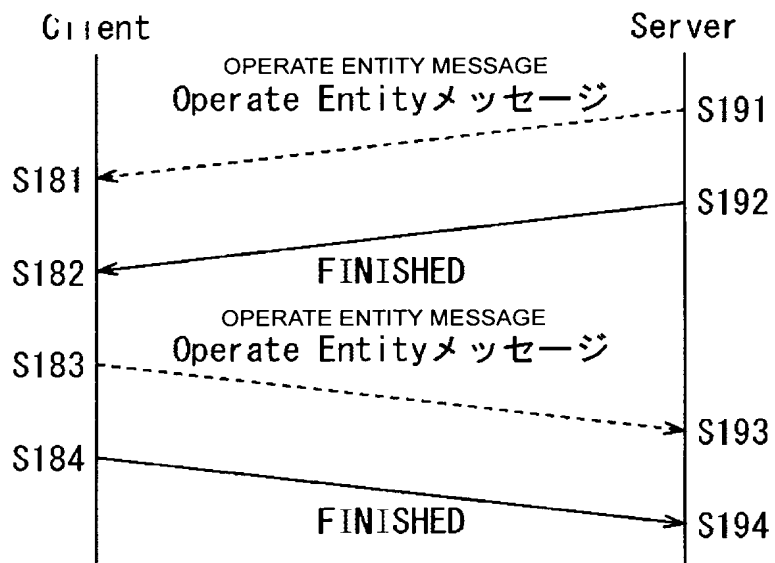 Client
Server
OPERATE ENTITY MESSAGE
Operate Entityメッセージ
S191
S181
S192
S182
FINISHED
OPERATE ENTITY MESSAGE
Operate Entityメッセージ
S183
S193
S184
FINISHED
S194